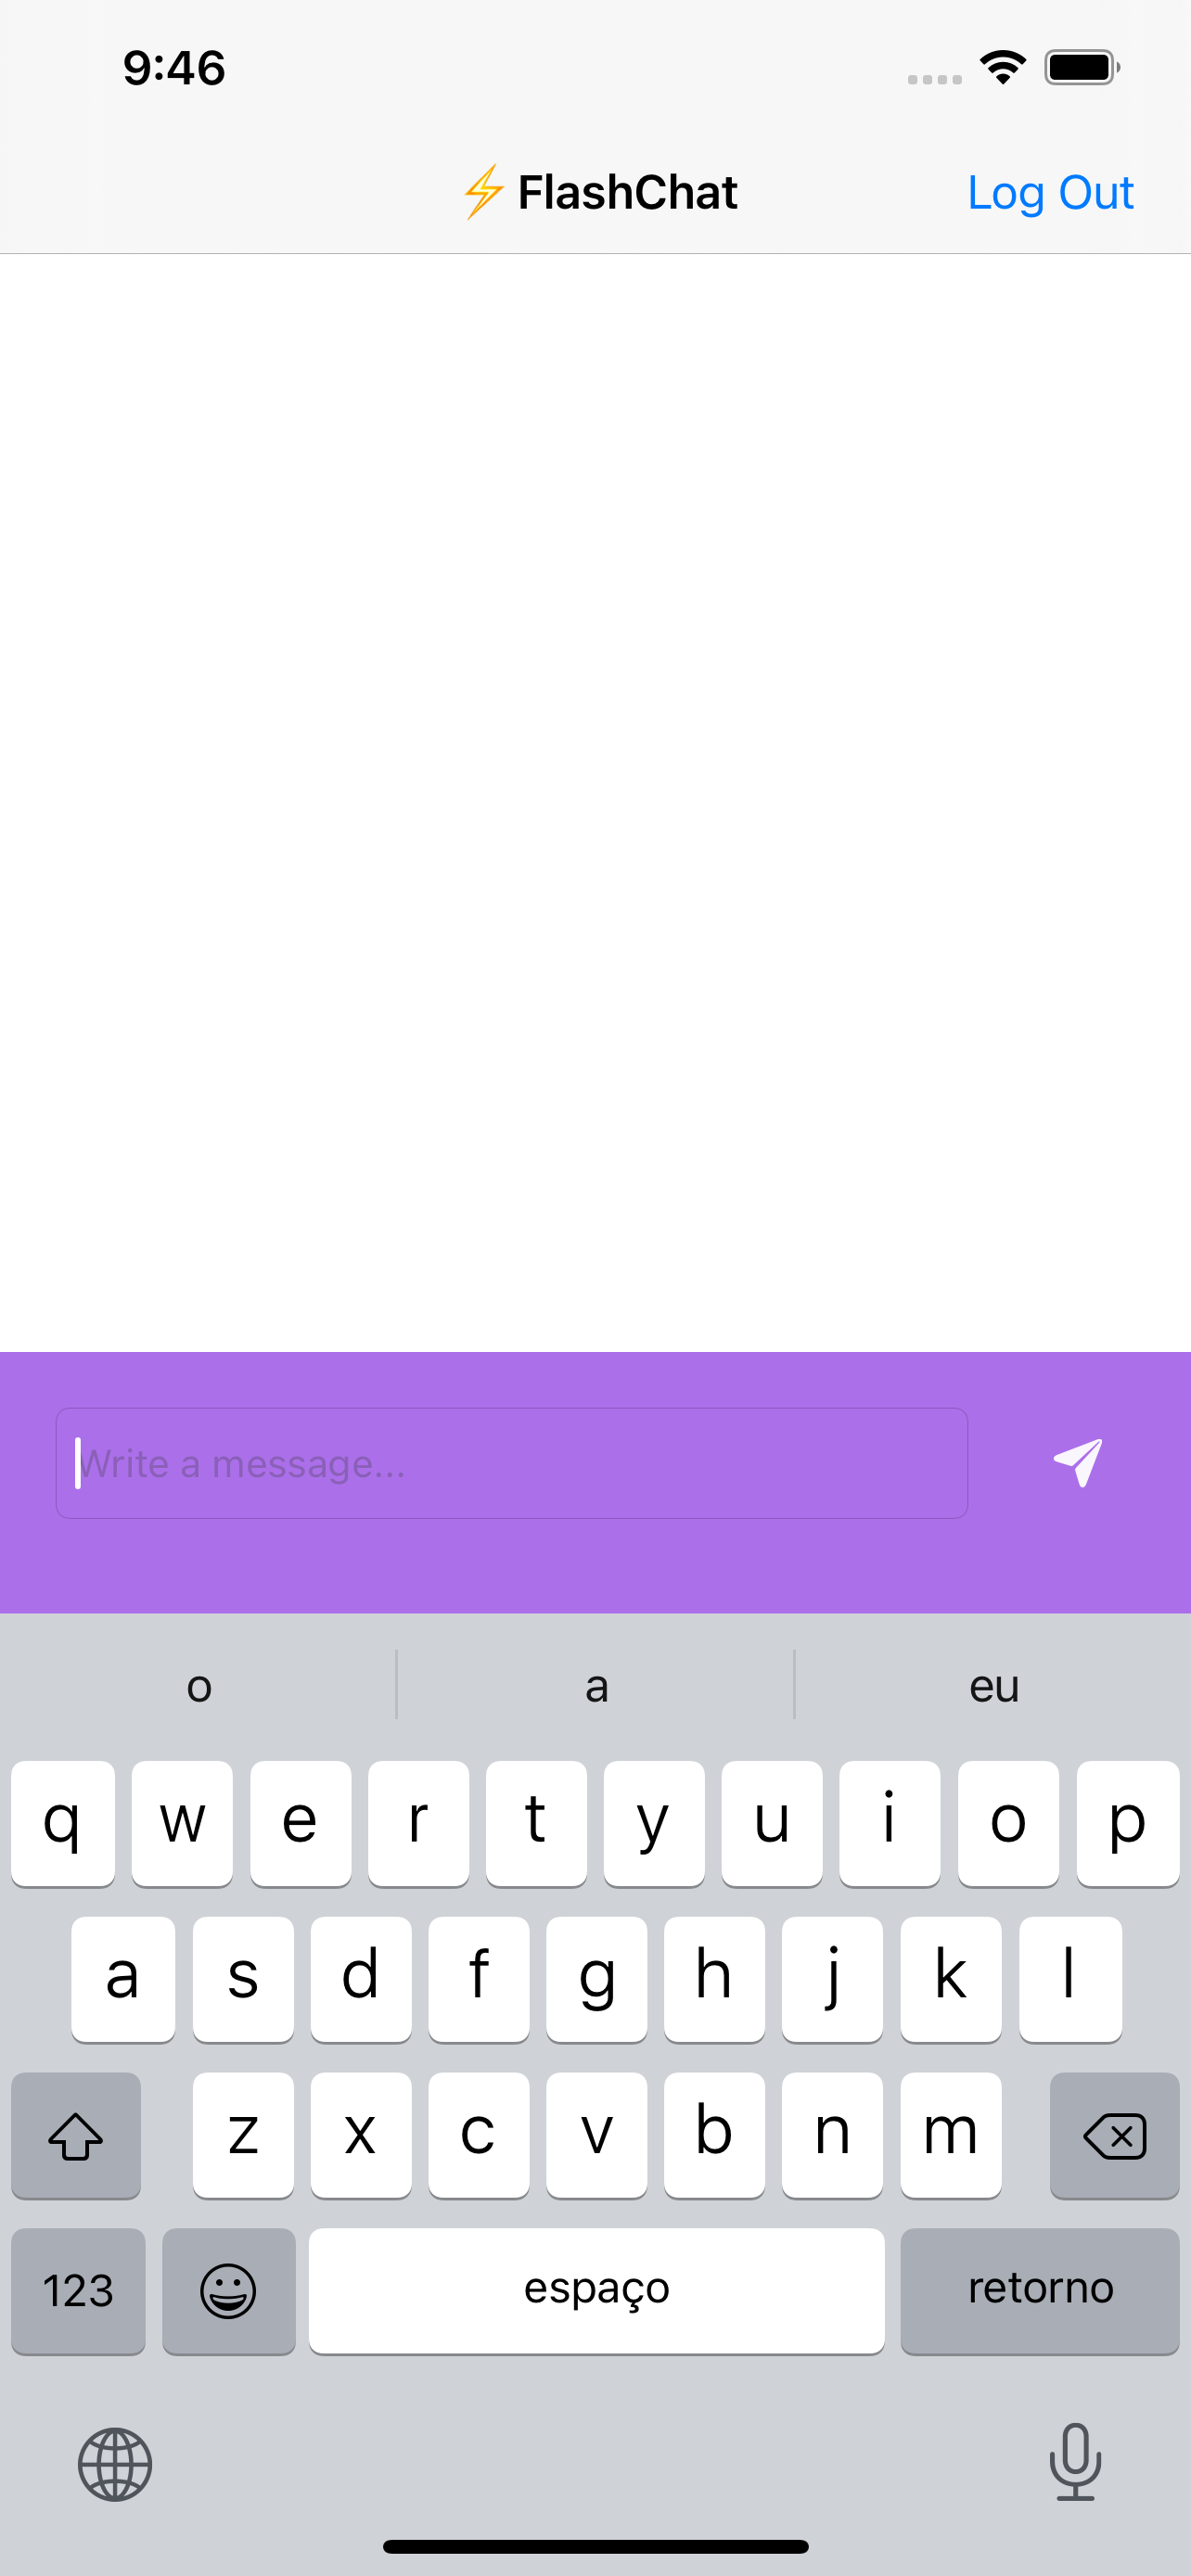 9:46
⚡️FlashChat
Log Out
Write a message...
o a eu
q w e r t y u i o p
a s d f g h j k l
z x c v b n m
123 espaço retorno